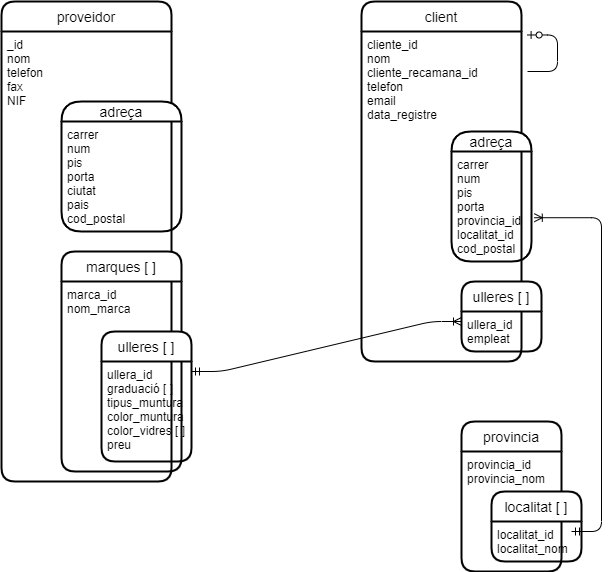 proveidor
_id
nom
telefon
fax
NIF
adreça
carrer
num
pis
porta
ciutat
pais
cod_postal
marques [ ]
marca_id
nom_marca
ulleres [ ]
ullera_id
graduació [ ]
tipus_muntura
color_muntura
color_vidres [ ]
preu
client
cliente_id
nom
cliente_recamana_id
telefon
email
data_registre
adreça
carrer
num
pis
porta
provincia_id
localitat_id
cod_postal
ulleres [ ]
ullera_id
empleat
provincia
provincia_id
provincia_nom
localitat [ ]
localitat_id
localitat_nom